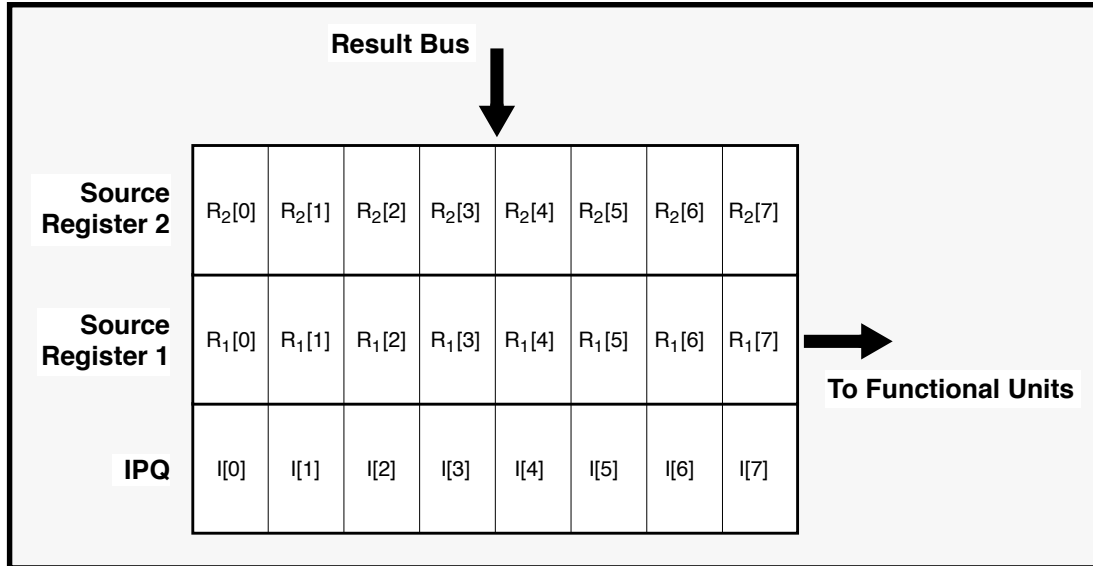 Result Bus
Source
Register 2
R₂[0] R₂[1] R₂[2] R₂[3] R₂[4] R₂[5] R₂[6] R₂[7]
Source
Register 1
R₁[0] R₁[1] R₁[2] R₁[3] R₁[4] R₁[5] R₁[6] R₁[7]
To Functional Units
IPQ
I[0] I[1] I[2] I[3] I[4] I[5] I[6] I[7]